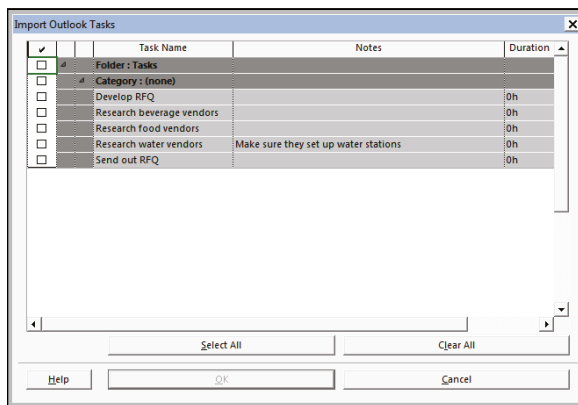 Import Outlook Tasks
Task Name Notes Duration
Folder : Tasks
Category : (none)
Develop RFQ 0h
Research beverage vendors 0h
Research food vendors 0h
Research water vendors Make sure they set up water stations 0h
Send out RFQ 0h
Select All Clear All
Help OK Cancel